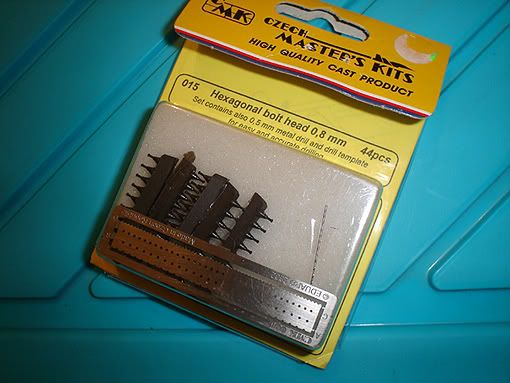 CMK
CZECH
MASTER'S KITS
HIGH QUALITY CAST PRODUCT
015 Hexagonal bolt head 0,8 mm 44pcs
Set contains also 0,5 mm metal drill and drill template
for easy and accurate drilling
© EDUARD